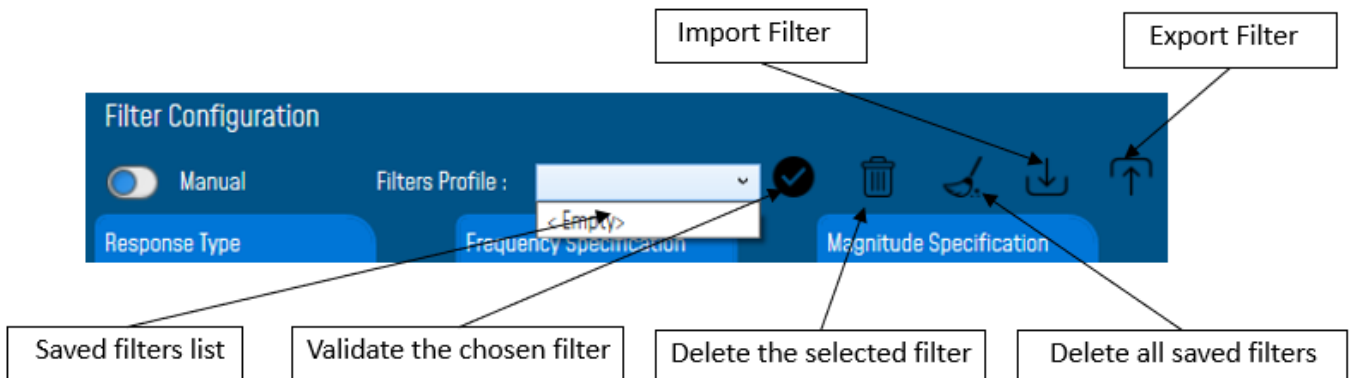 Import Filter
Export Filter
Filter Configuration
Manual
Filters Profile :
< Empty>
Response Type
Frequency Specification
Magnitude Specification
Saved filters list
Validate the chosen filter
Delete the selected filter
Delete all saved filters